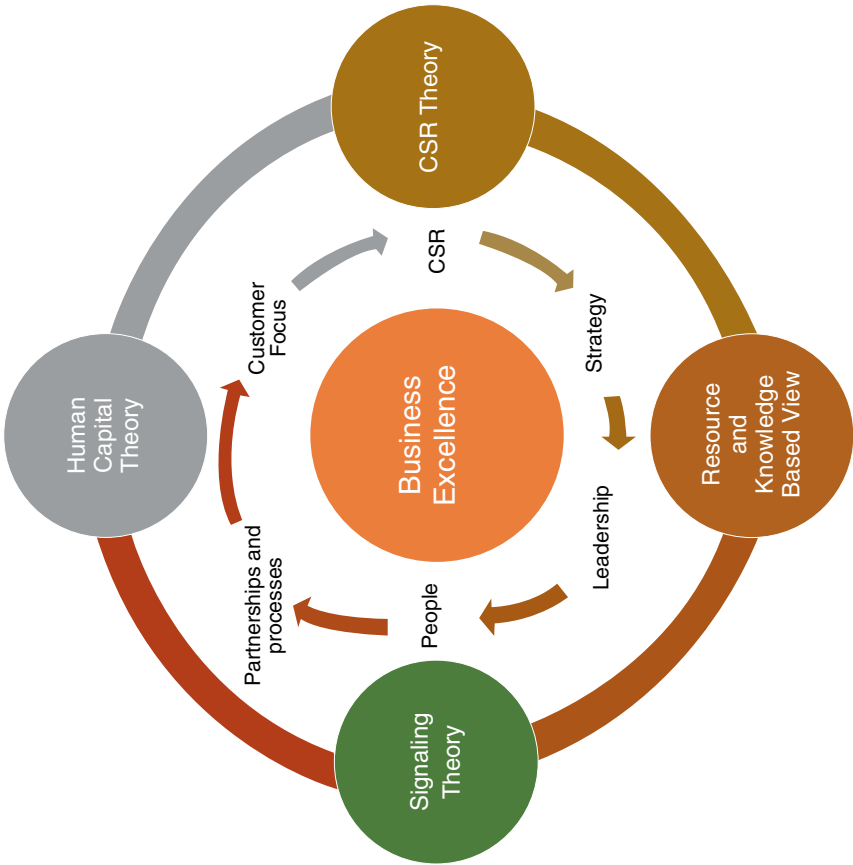 CSR Theory
Human
Capital
Theory
CSR
Customer
Focus
Strategy
Business
Excellence
Resource
and
Knowledge
Based View
Partnerships and
processes
People
Leadership
Signaling
Theory